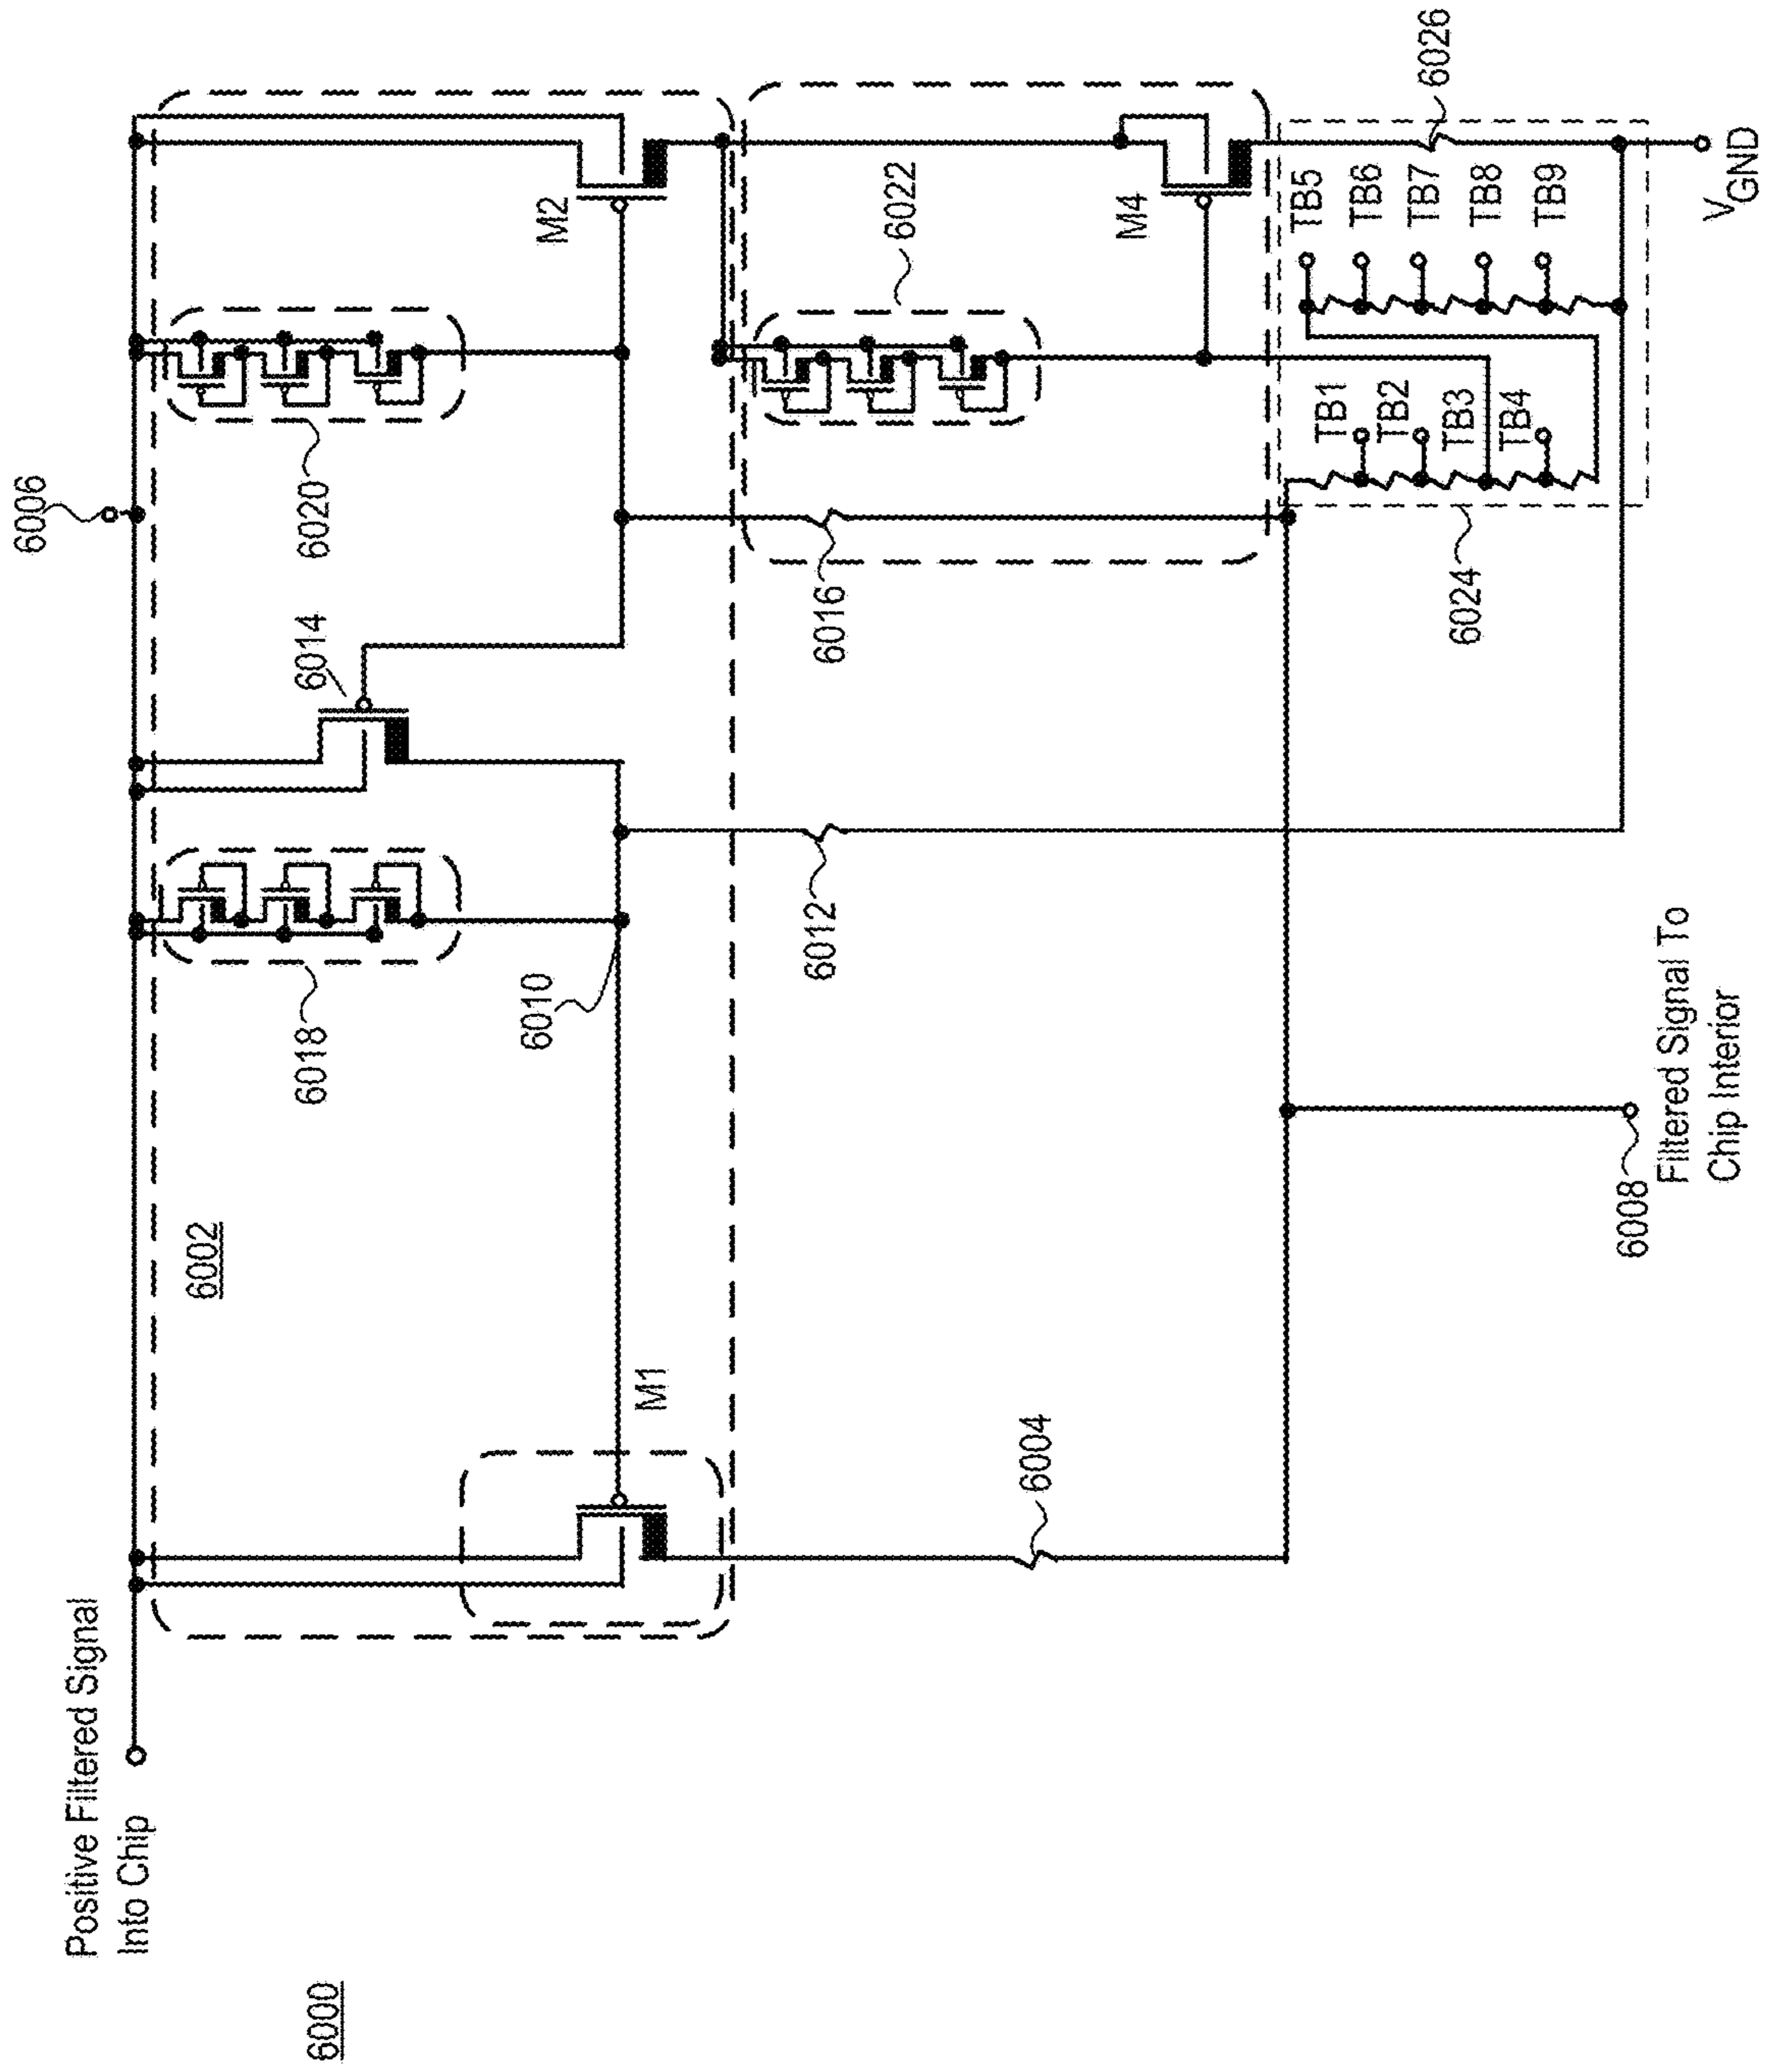 6000
Positive Filtered Signal
Into Chip
6006
6002
6018
6014
6020
6010
M1
M2
6022
6004
6012
6016
M4
6024
6026
TB1
TB2
TB3
TB4
TB5
TB6
TB7
TB8
TB9
6008
Filtered Signal To
Chip Interior
VGND